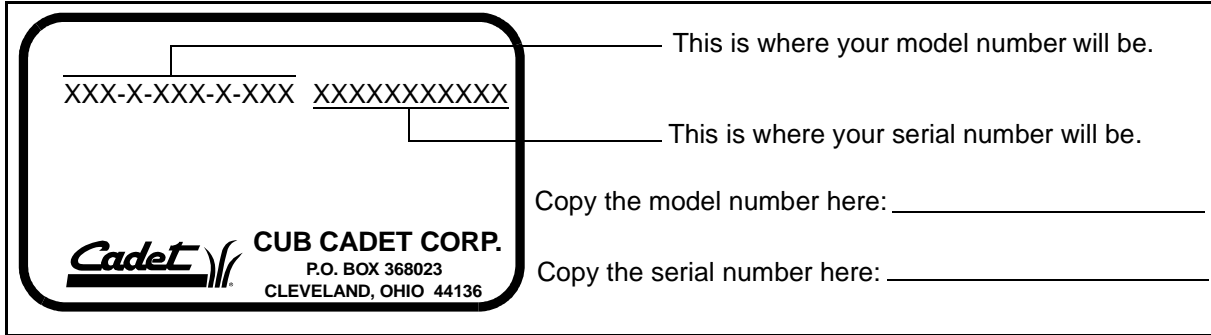 This is where your model number will be.
XXX-X-XXX-X-XXX XXXXXXXXXXX
This is where your serial number will be.
Copy the model number here:
Copy the serial number here:
Cadet
CUB CADET CORP.
P.O. BOX 368023
CLEVELAND, OHIO 44136